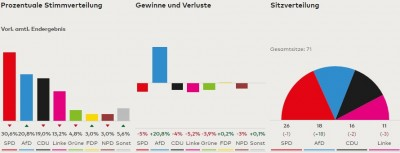 Prozentuale Stimmverteilung
Gewinne und Verluste
Sitzverteilung
Vorl. amtl. Endergebnis
Gesamtsitze: 71
30,6% 20,8% 19,0% 13,2% 4,8% 3,0% 3,0% 5,6%
SPD AfD CDU Linke Grüne FDP NPD Sonst
-5% +20,8% -4% -5,2% -3,9% +0,2% -3% +0,1%
SPD AfD CDU Linke Grüne FDP NPD Sonst
26 18 16 11
(-1) (+18) (-2) (-3)
SPD AfD CDU Linke